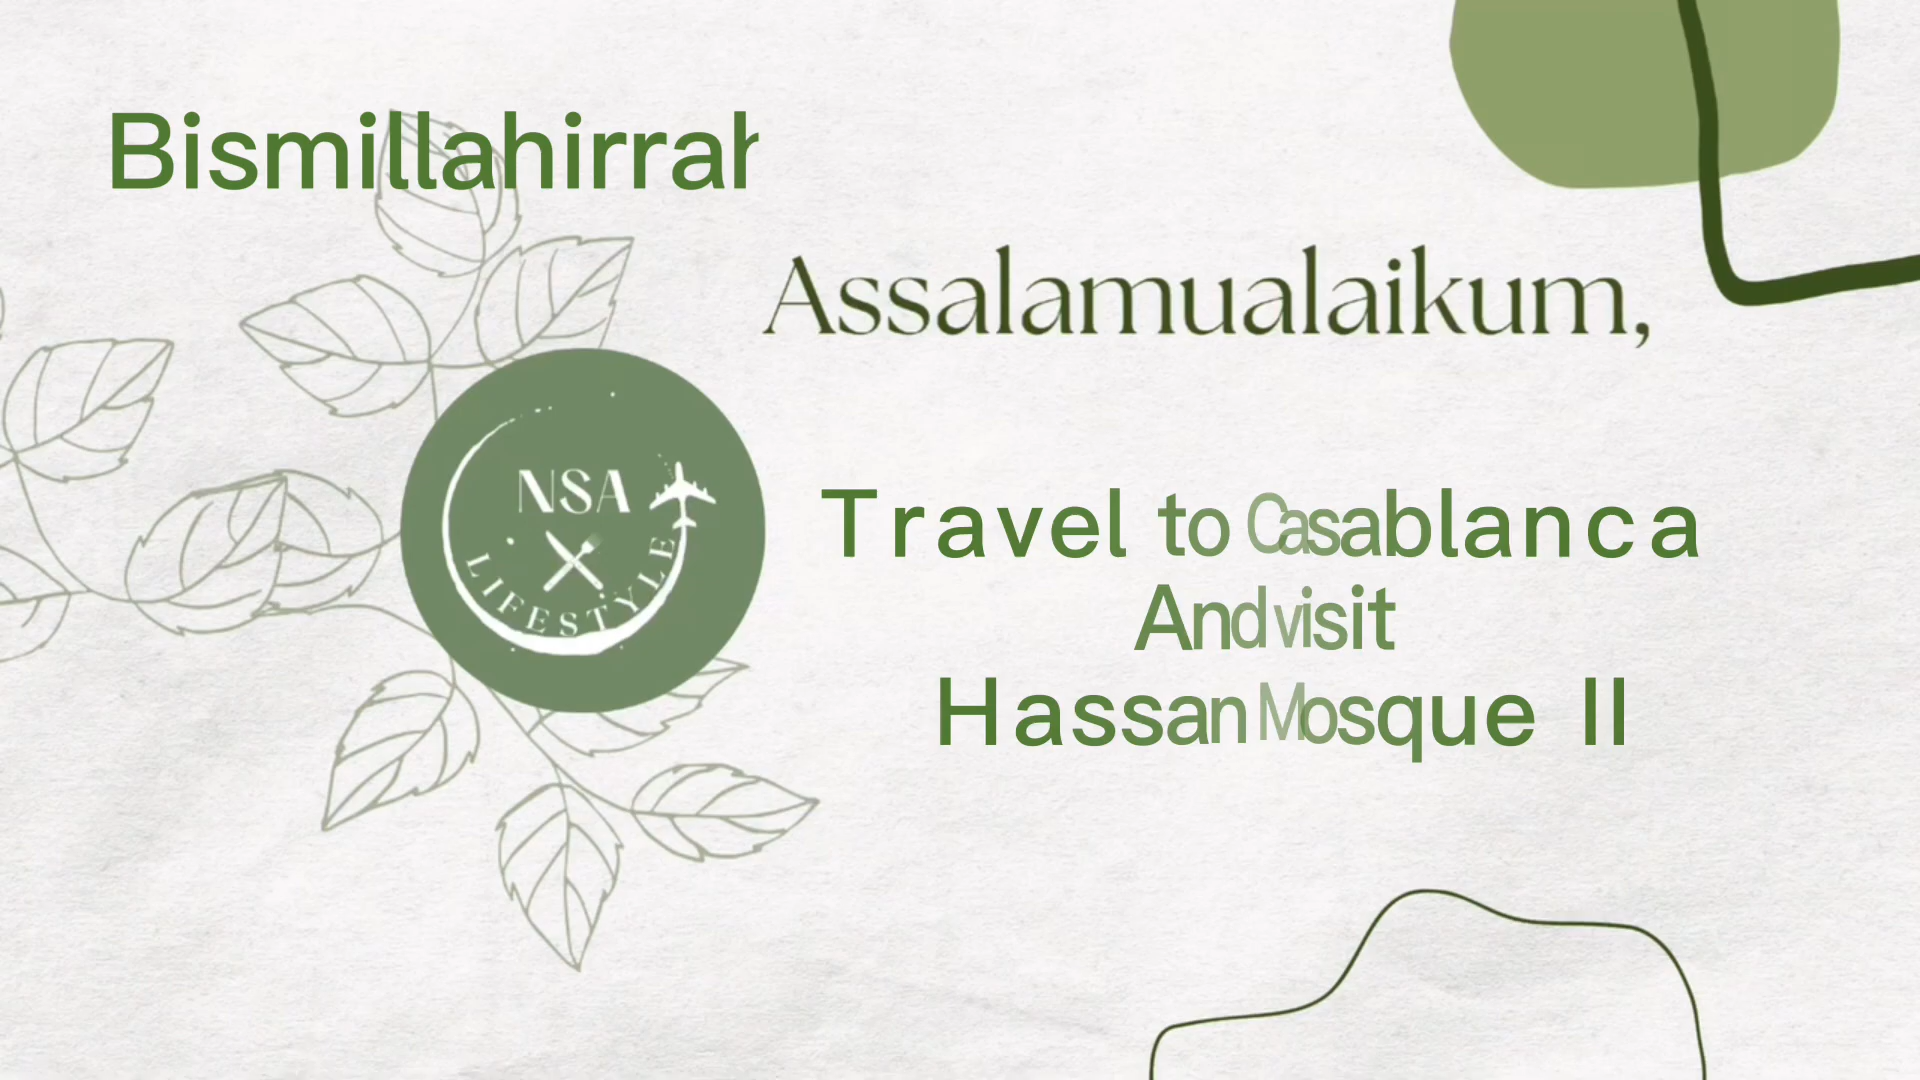 Bismillahirrah
Assalamualaikum,
NSA
LIFESTYLE
Travel to Casablanca
And visit
Hassan Mosque II